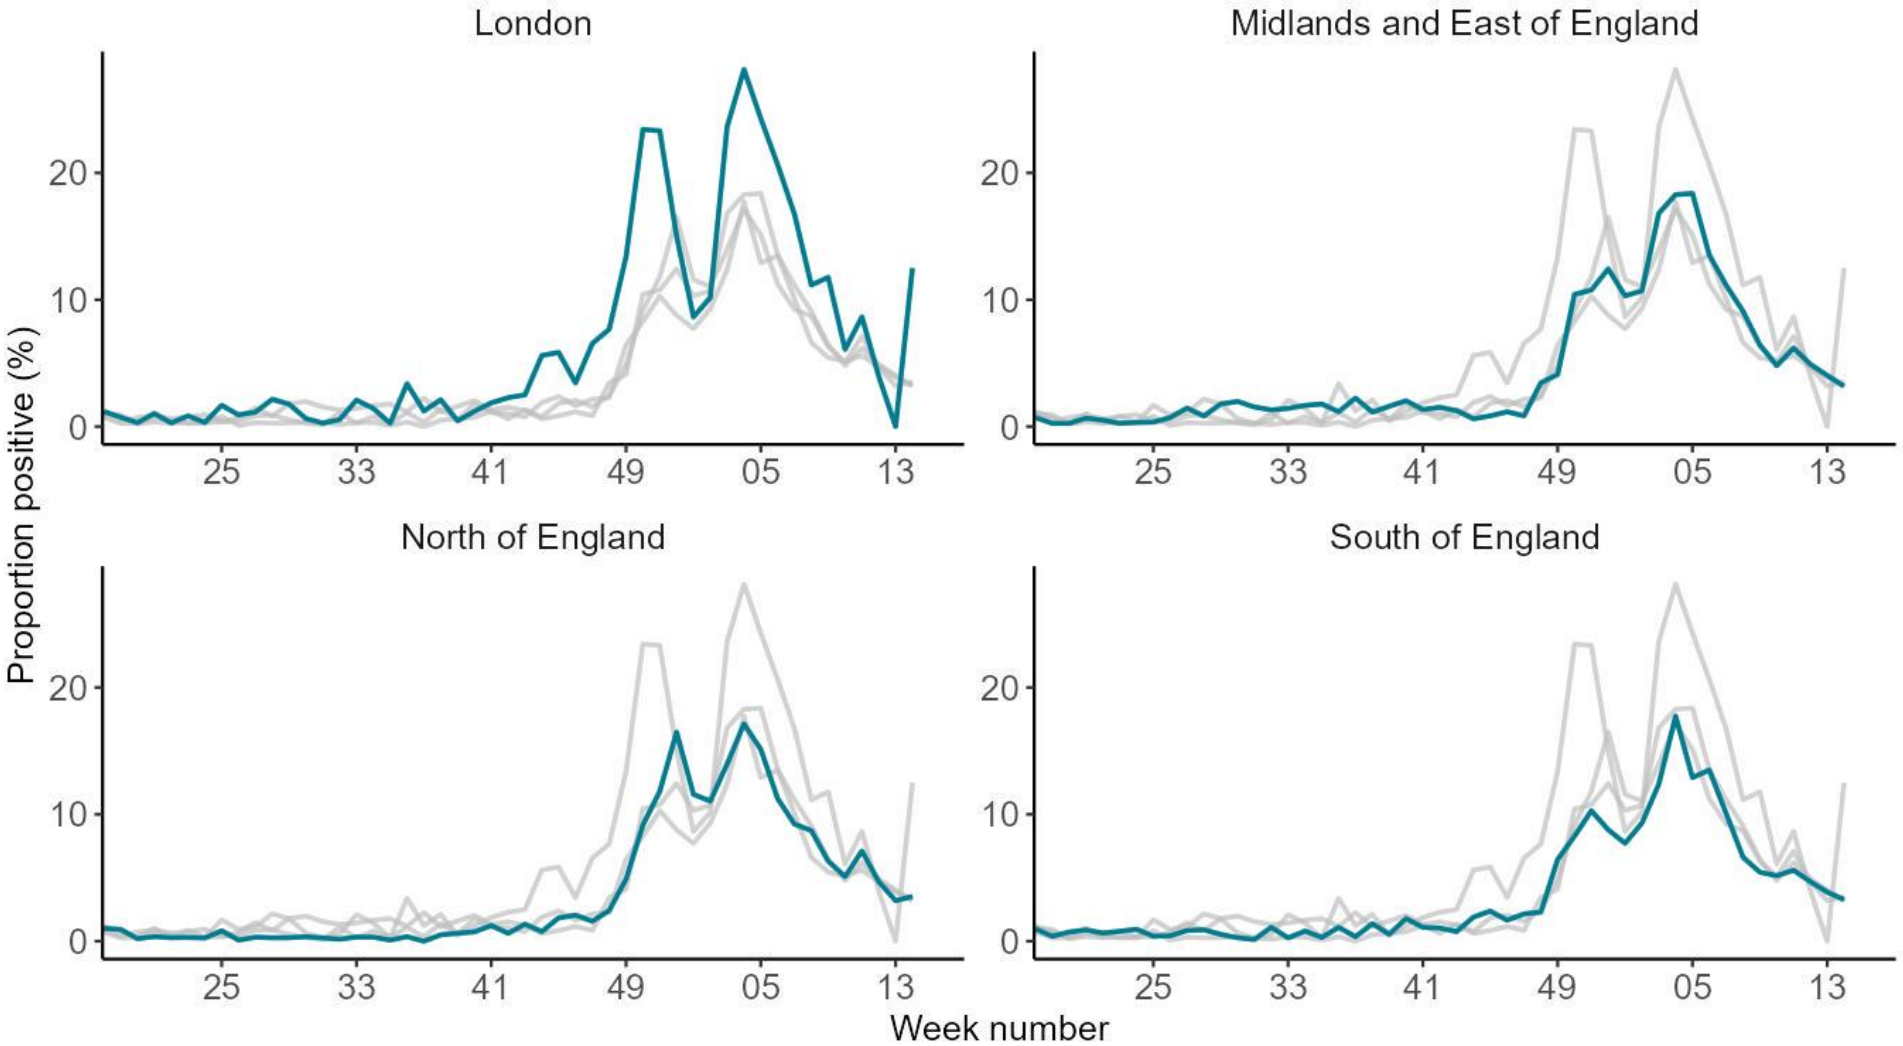 London
Midlands and East of England
20
10
0
25 33 41 49 05 13
20
10
0
25 33 41 49 05 13
Proportion positive (%)
North of England
South of England
20
10
0
25 33 41 49 05 13
20
10
0
25 33 41 49 05 13
Week number